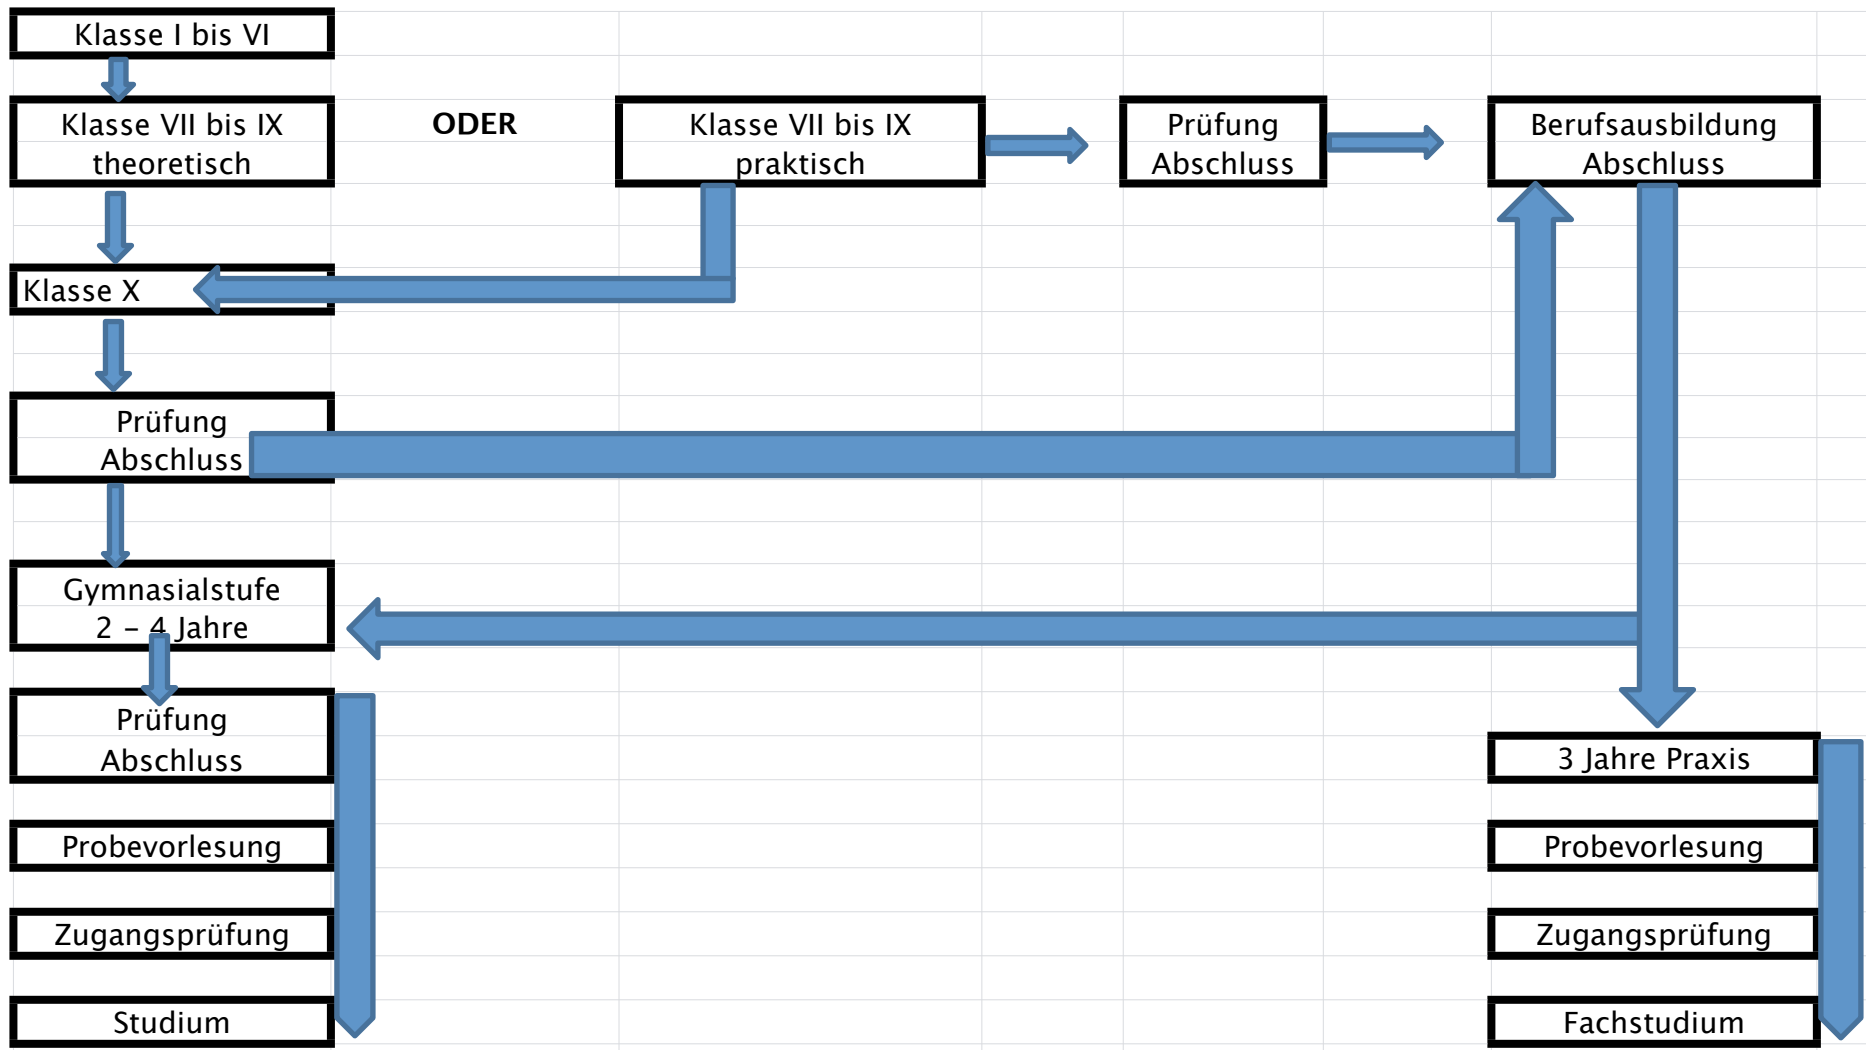 Klasse I bis VI
Klasse VII bis IX
theoretisch
ODER
Klasse VII bis IX
praktisch
Prüfung
Abschluss
Berufsausbildung
Abschluss
Klasse X
Prüfung
Abschluss
Gymnasialstufe
2 – 4 Jahre
Prüfung
Abschluss
3 Jahre Praxis
Probevorlesung
Probevorlesung
Zugangsprüfung
Zugangsprüfung
Studium
Fachstudium